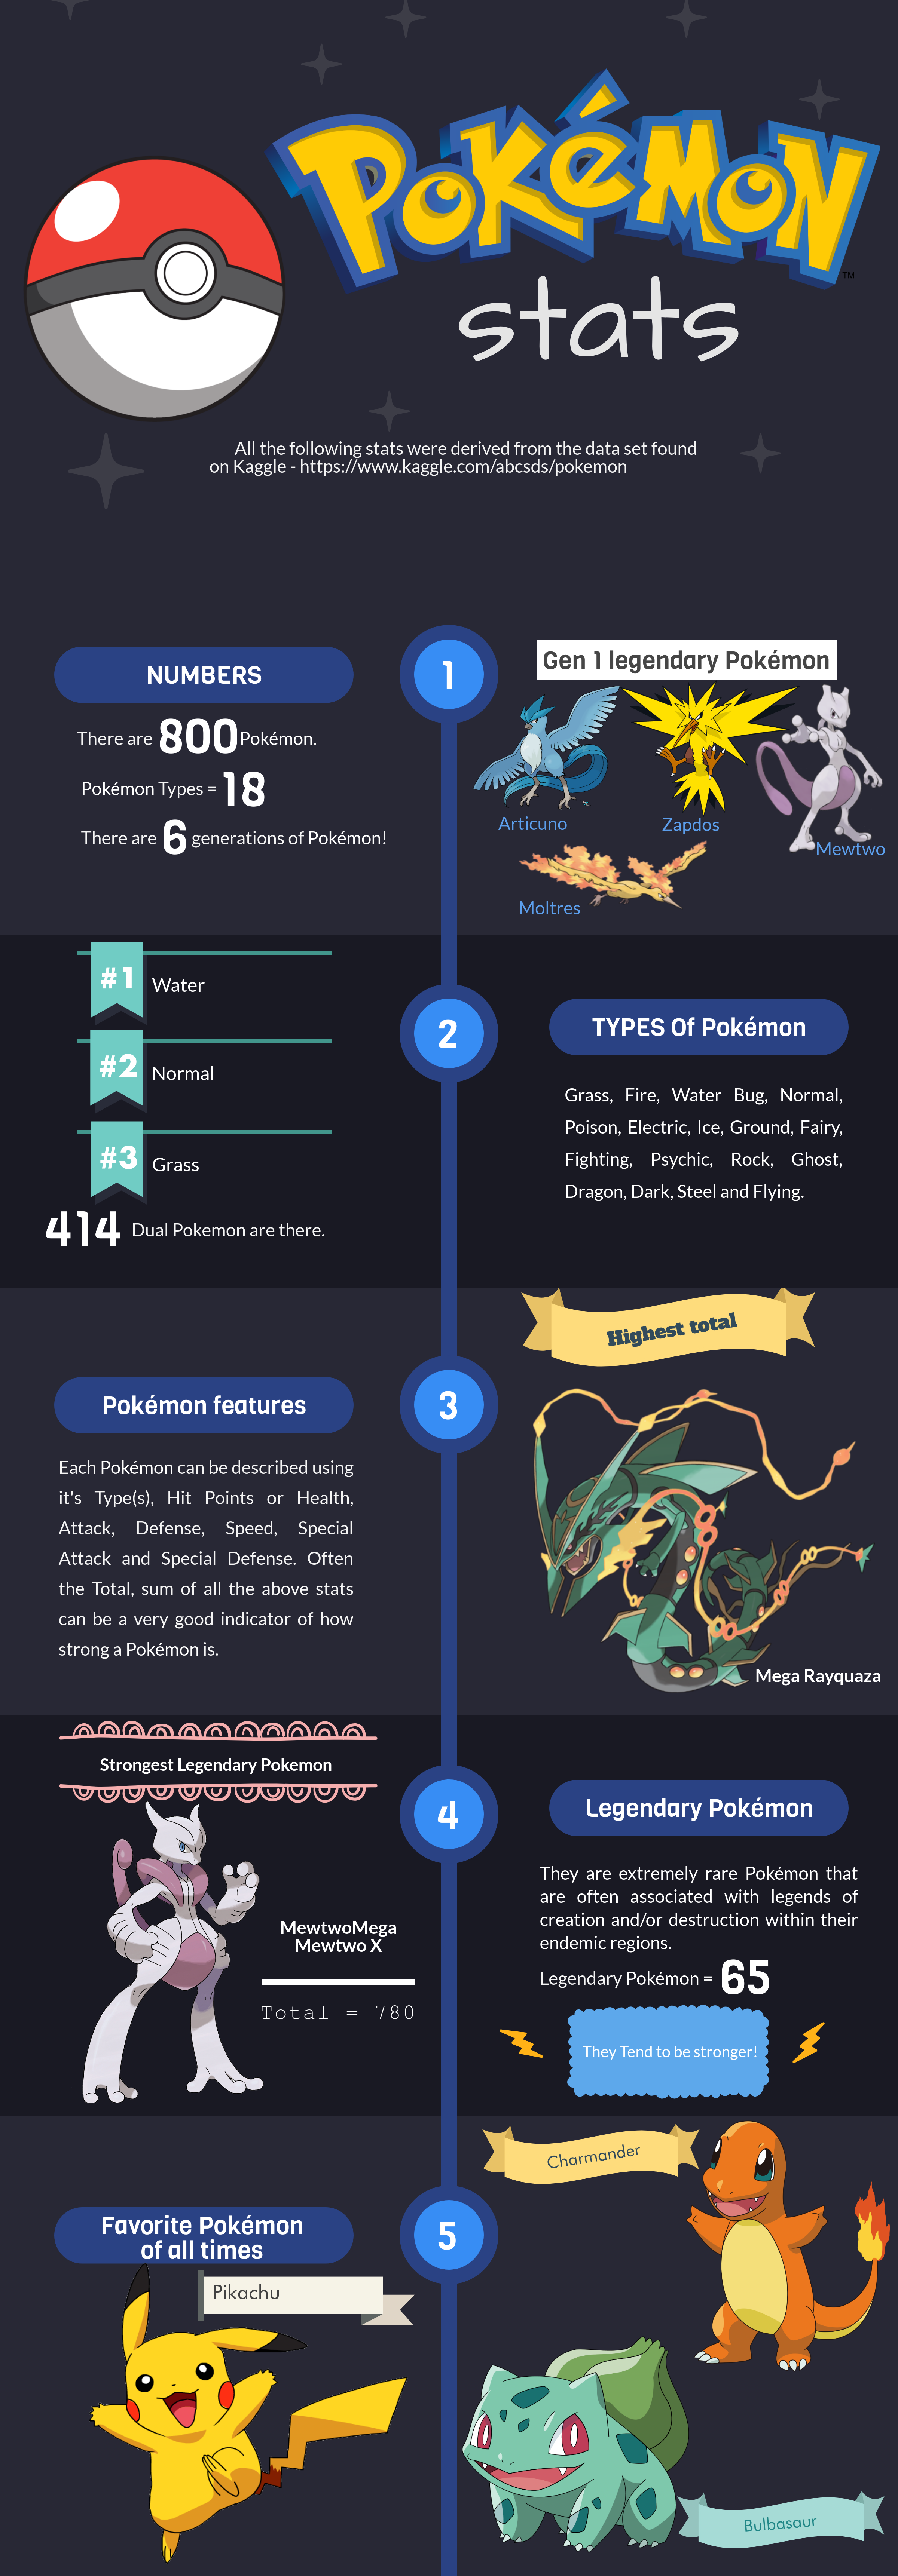 POKéMON
TM
stats
All the following stats were derived from the data set found
on Kaggle - https://www.kaggle.com/abcsds/pokemon
NUMBERS
There are 800 Pokémon.
Pokémon Types = 18
There are 6 generations of Pokémon!
1
Gen 1 legendary Pokémon
Articuno
Zapdos
Mewtwo
Moltres
#1 Water
#2 Normal
#3 Grass
414 Dual Pokemon are there.
2
TYPES Of Pokémon
Grass, Fire, Water Bug, Normal,
Poison, Electric, Ice, Ground, Fairy,
Fighting, Psychic, Rock, Ghost,
Dragon, Dark, Steel and Flying.
Pokémon features
Each Pokémon can be described using
it's Type(s), Hit Points or Health,
Attack, Defense, Speed, Special
Attack and Special Defense. Often
the Total, sum of all the above stats
can be a very good indicator of how
strong a Pokémon is.
3
Highest total
Mega Rayquaza
Strongest Legendary Pokemon
MewtwoMega
Mewtwo X
Total = 780
4
Legendary Pokémon
They are extremely rare Pokémon that
are often associated with legends of
creation and/or destruction within their
endemic regions.
Legendary Pokémon = 65
They Tend to be stronger!
Favorite Pokémon
of all times
Pikachu
5
Charmander
Bulbasaur